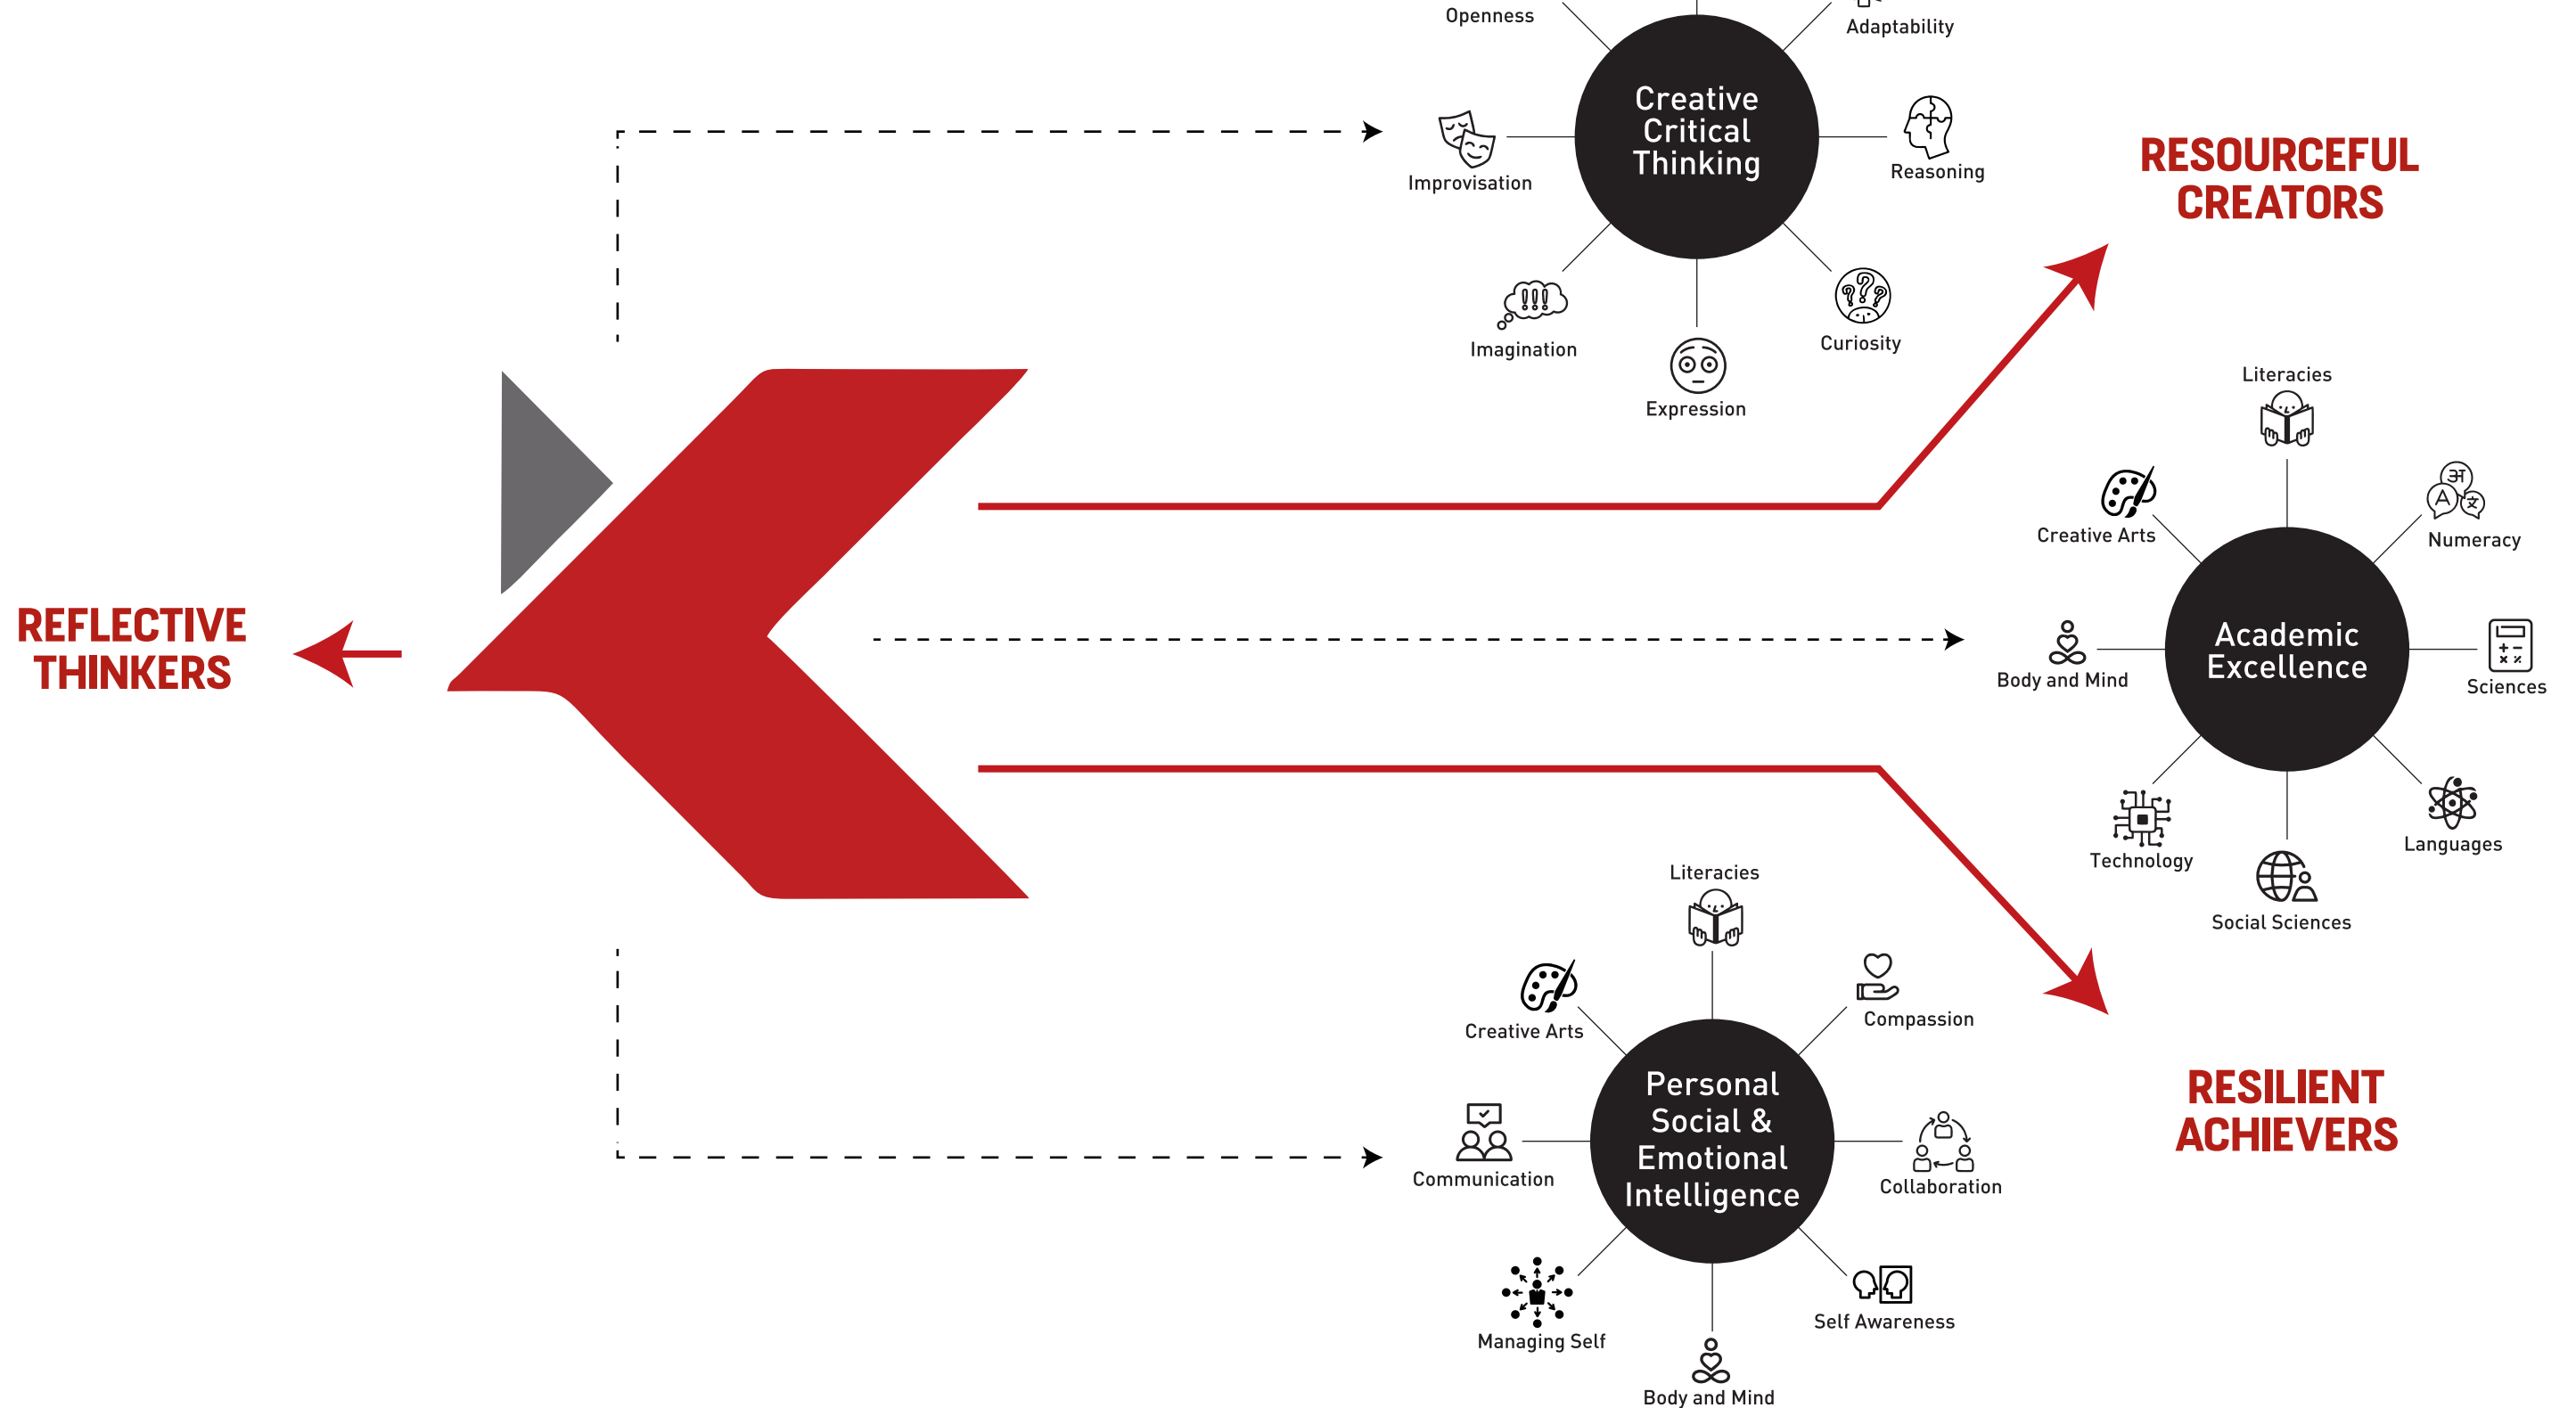 Openness
Adaptability
Creative
Critical
Thinking
Improvisation
Reasoning
Imagination
Curiosity
Expression
RESOURCEFUL
CREATORS
Literacies
Creative Arts
Numeracy
अ
A
文
Academic
Excellence
Body and Mind
Sciences
Technology
Languages
Social Sciences
REFLECTIVE
THINKERS
Literacies
Creative Arts
Compassion
Personal
Social &
Emotional
Intelligence
Communication
Collaboration
Managing Self
Self Awareness
Body and Mind
RESILIENT
ACHIEVERS